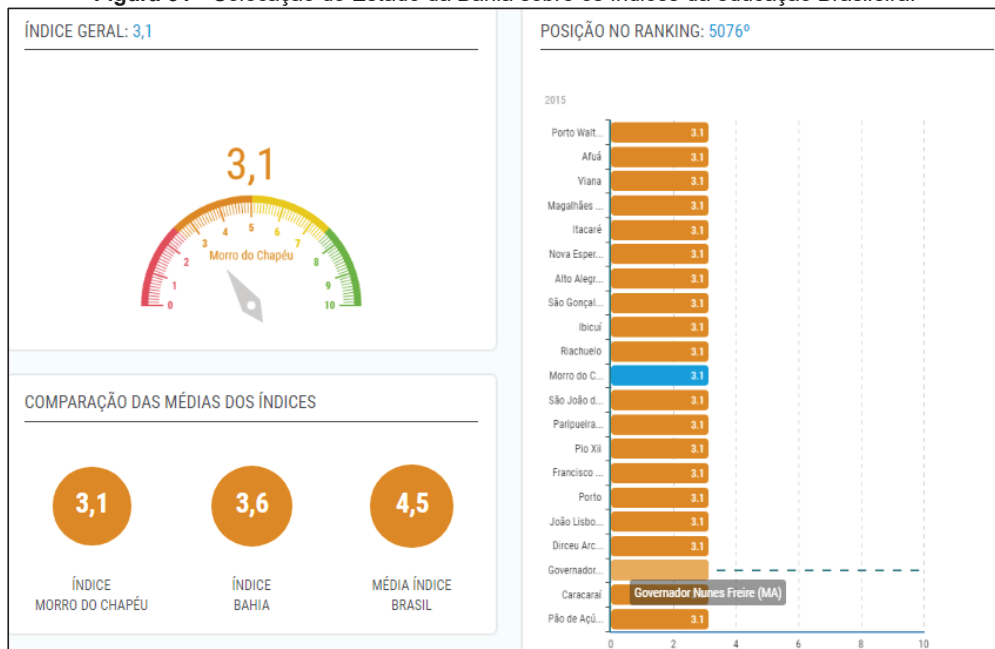 ÍNDICE GERAL: 3,1
3,1
Morro do Chapéu
0
1
2
3
4
5
6
7
8
9
10
COMPARAÇÃO DAS MÉDIAS DOS ÍNDICES
3,1
3,6
4,5
ÍNDICE
MORRO DO CHAPÉU
ÍNDICE
BAHIA
MÉDIA ÍNDICE
BRASIL
POSIÇÃO NO RANKING: 5076º
2015
Porto Walt... 3.1
Afuá 3.1
Viana 3.1
Magalhães ... 3.1
Itacaré 3.1
Nova Esper... 3.1
Alto Alegr... 3.1
São Gonçal... 3.1
Ibicuí 3.1
Riachuelo 3.1
Morro do C... 3.1
São João d... 3.1
Paripueira... 3.1
Pio Xii 3.1
Francisco ... 3.1
Porto 3.1
João Lisbo... 3.1
Dirceu Arc... 3.1
Governador...
Caracaraí
Governador Nunes Freire (MA)
Pão de Açú... 3.1
0 2 4 6 8 10